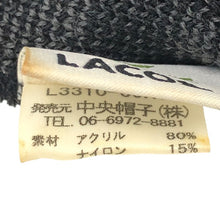 LACOS
L3310
発売元 中央帽子(株)
TEL. 06-6972-8881
素材 アクリル 80%
ナイロン 15%